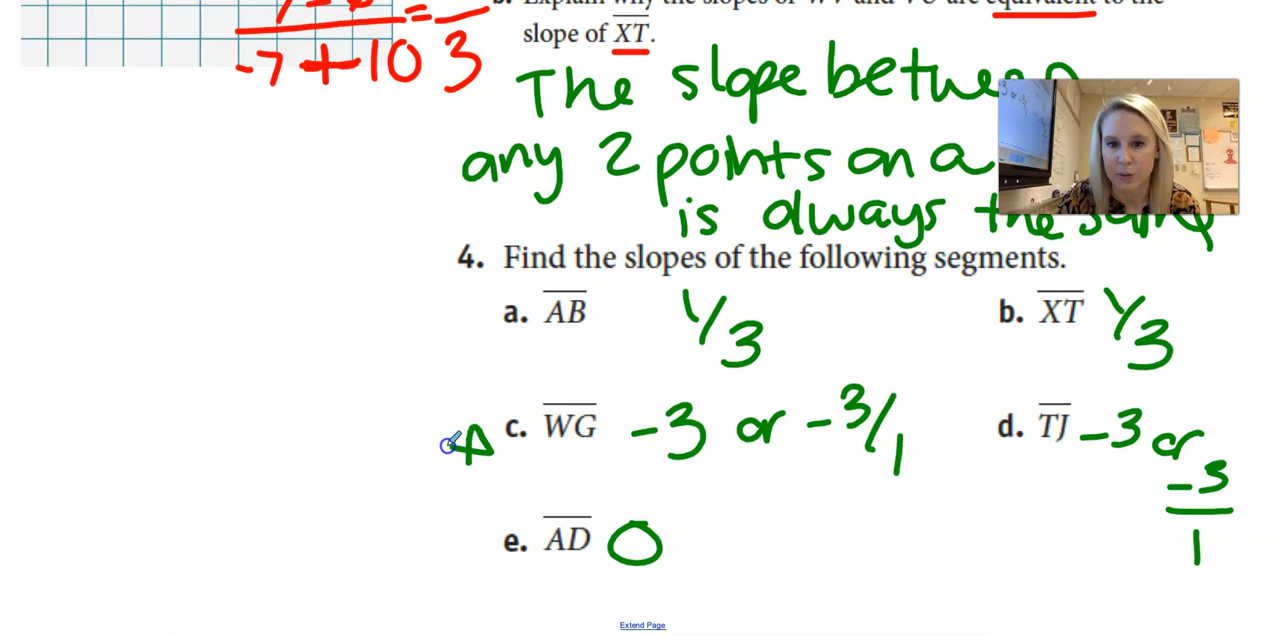 -7+10 = 3
slope of XT.
The slope between
any 2 points on a
is always the same
4. Find the slopes of the following segments.
a. AB 1/3 b. XT 1/3
c. WG -3 or -3/1 d. TJ -3 or -3/1
e. AD 0
Extend Page